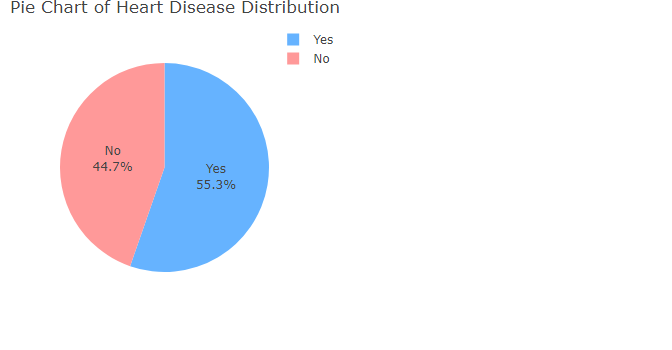 Pie Chart of Heart Disease Distribution
Yes
No
No
44.7%
Yes
55.3%